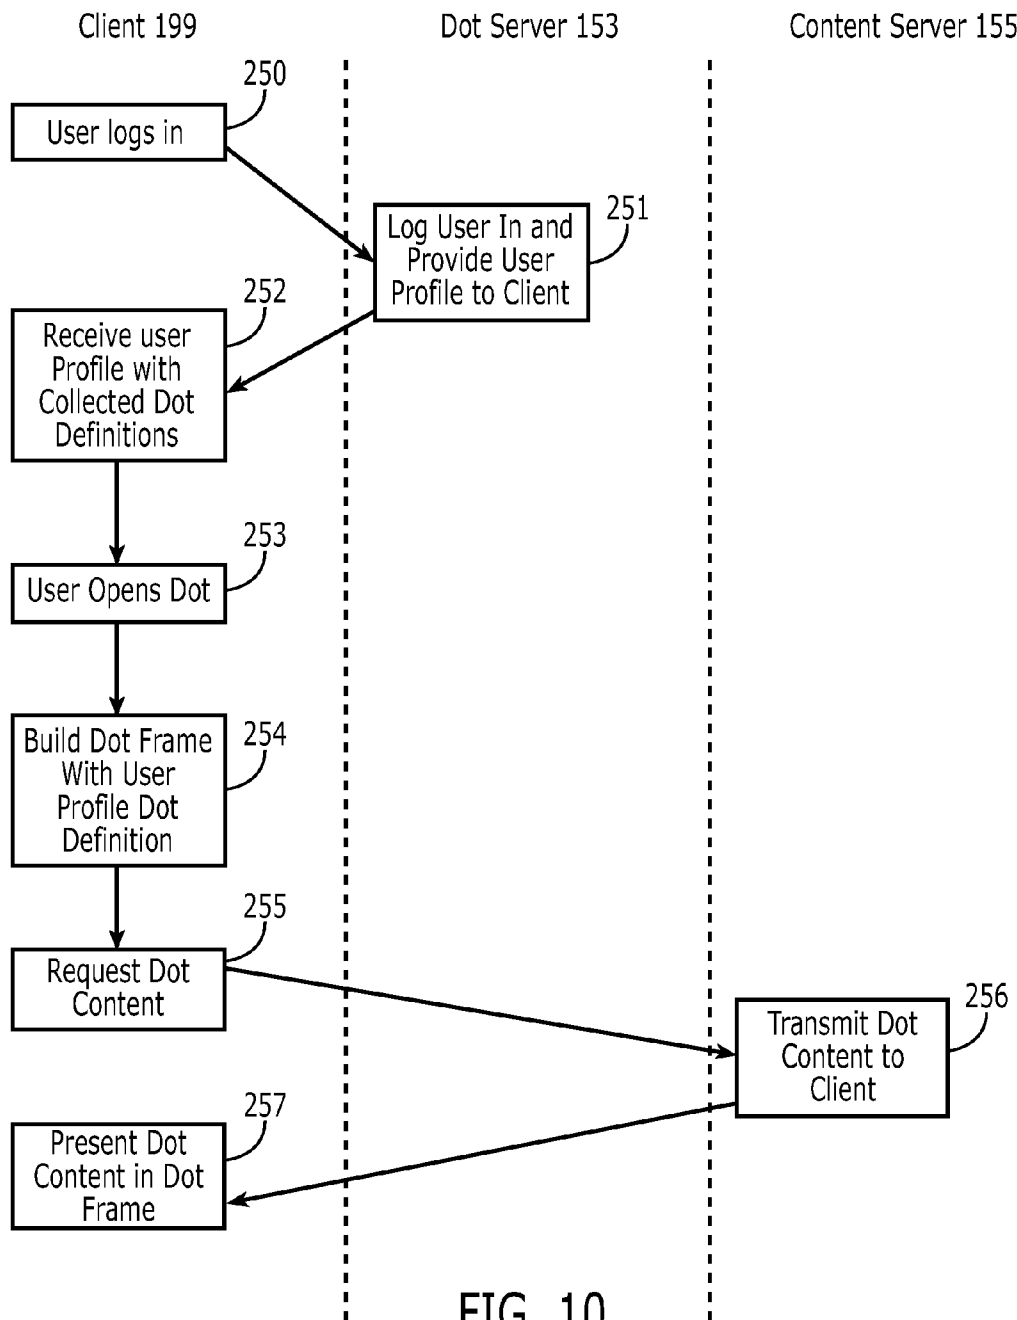 Client 199
Dot Server 153
Content Server 155
250
User logs in
251
Log User In and
Provide User
Profile to Client
252
Receive user
Profile with
Collected Dot
Definitions
253
User Opens Dot
254
Build Dot Frame
With User
Profile Dot
Definition
255
Request Dot
Content
256
Transmit Dot
Content to
Client
257
Present Dot
Content in Dot
Frame
FIG. 10